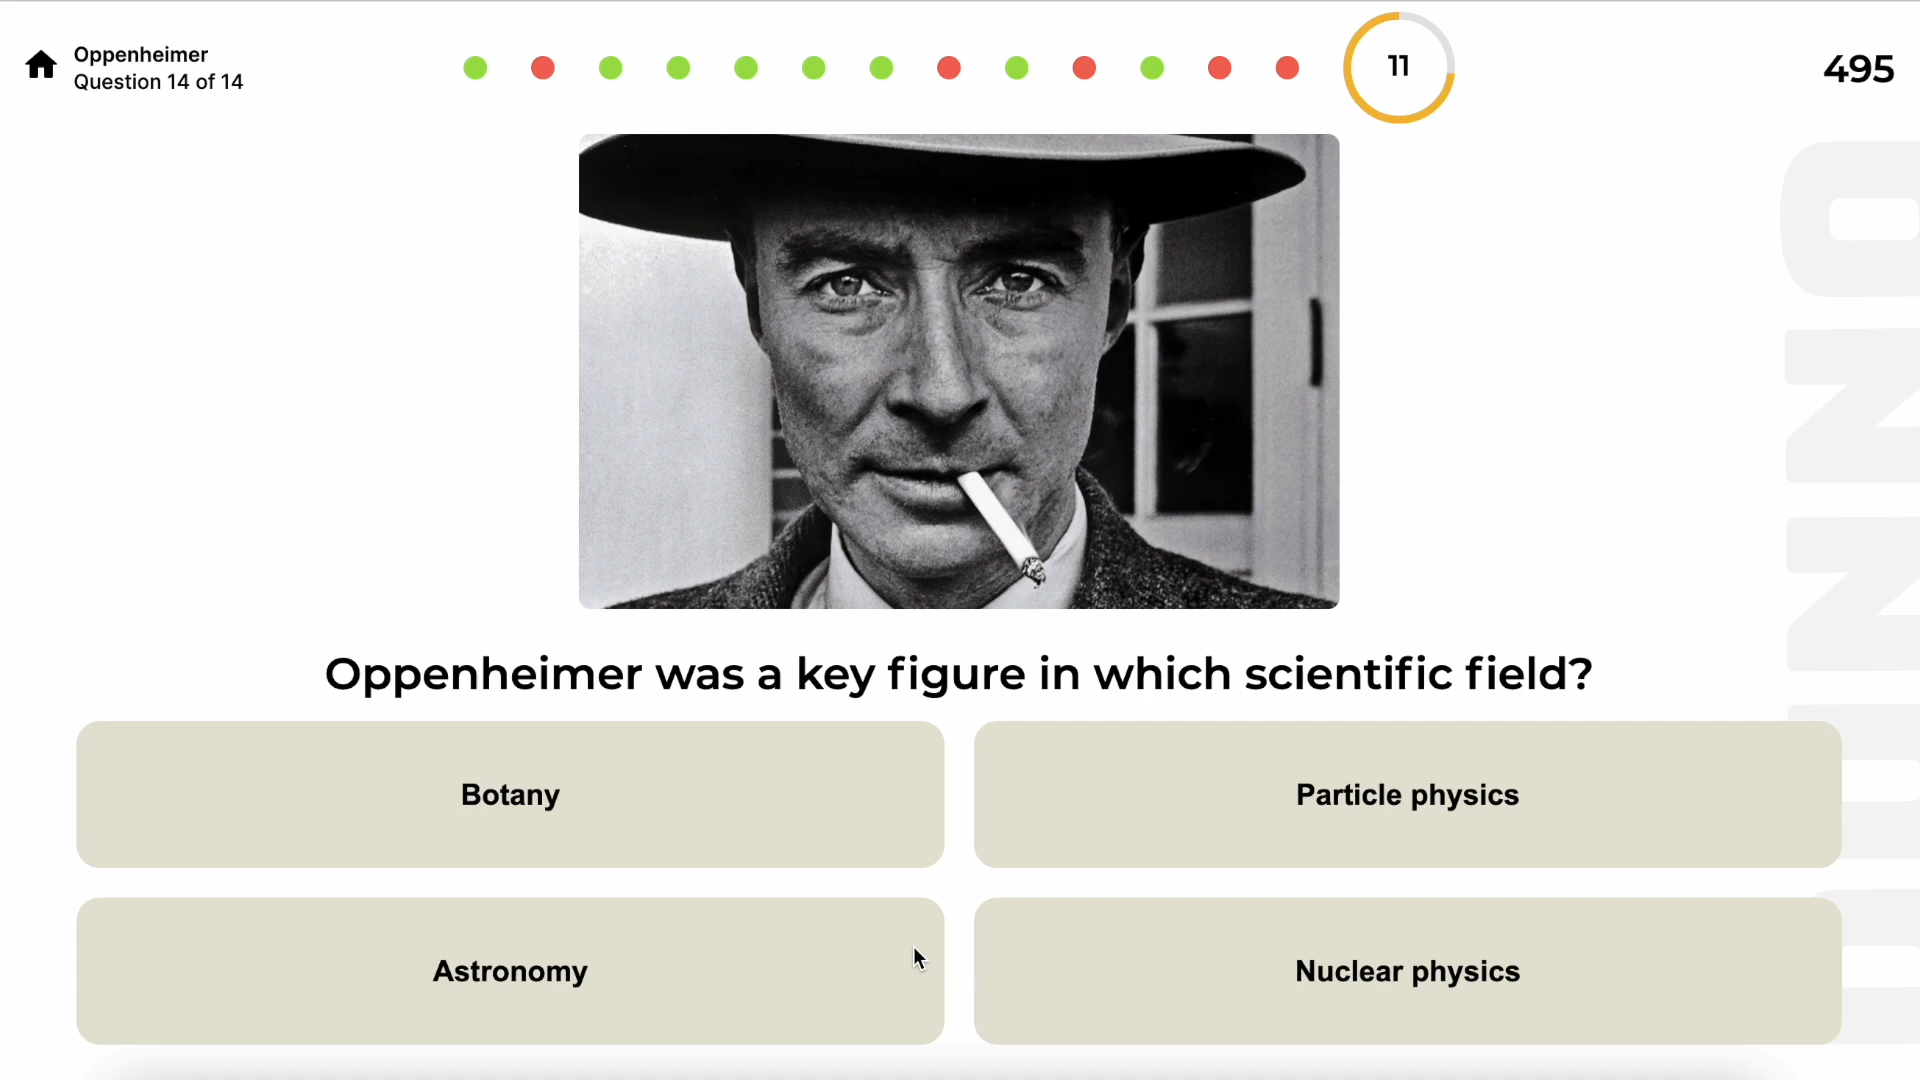 Oppenheimer
Question 14 of 14
11
495
Oppenheimer was a key figure in which scientific field?
Botany
Particle physics
Astronomy
Nuclear physics